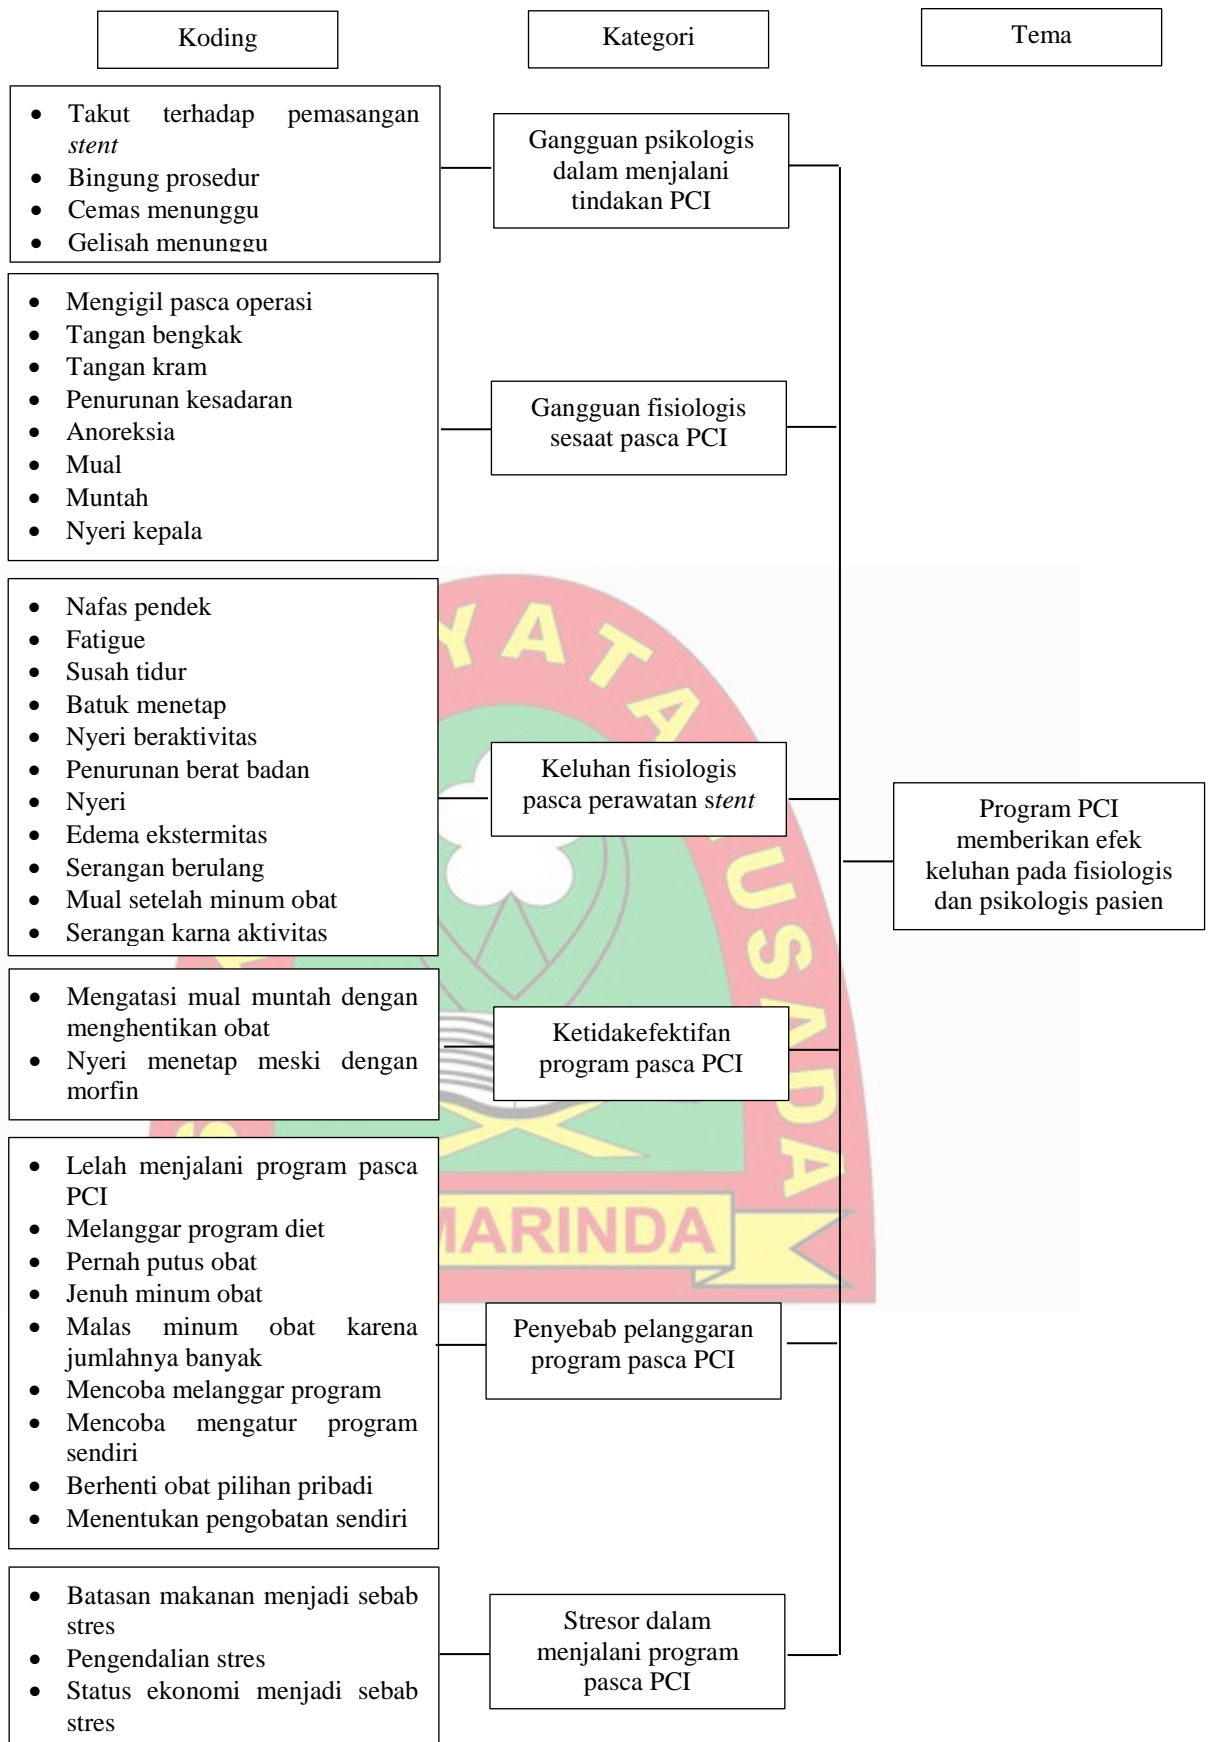 Koding
Kategori
Tema
• Takut terhadap pemasangan
stent
• Bingung prosedur
• Cemas menunggu
• Gelisah menunggu
Gangguan psikologis
dalam menjalani
tindakan PCI
• Mengigil pasca operasi
• Tangan bengkak
• Tangan kram
• Penurunan kesadaran
• Anoreksia
• Mual
• Muntah
• Nyeri kepala
Gangguan fisiologis
sesaat pasca PCI
• Nafas pendek
• Fatigue
• Susah tidur
• Batuk menetap
• Nyeri beraktivitas
• Penurunan berat badan
• Nyeri
• Edema ekstermitas
• Serangan berulang
• Mual setelah minum obat
• Serangan karna aktivitas
Keluhan fisiologis
pasca perawatan stent
Program PCI
memberikan efek
keluhan pada fisiologis
dan psikologis pasien
• Mengatasi mual muntah dengan
menghentikan obat
• Nyeri menetap meski dengan
morfin
Ketidakefektifan
program pasca PCI
• Lelah menjalani program pasca
PCI
• Melanggar program diet
• Pernah putus obat
• Jenuh minum obat
• Malas minum obat karena
jumlahnya banyak
• Mencoba melanggar program
• Mencoba mengatur program
sendiri
• Berhenti obat pilihan pribadi
• Menentukan pengobatan sendiri
Penyebab pelanggaran
program pasca PCI
• Batasan makanan menjadi sebab
stres
• Pengendalian stres
• Status ekonomi menjadi sebab
stres
Stresor dalam
menjalani program
pasca PCI
YATA
USADA
MARINDA